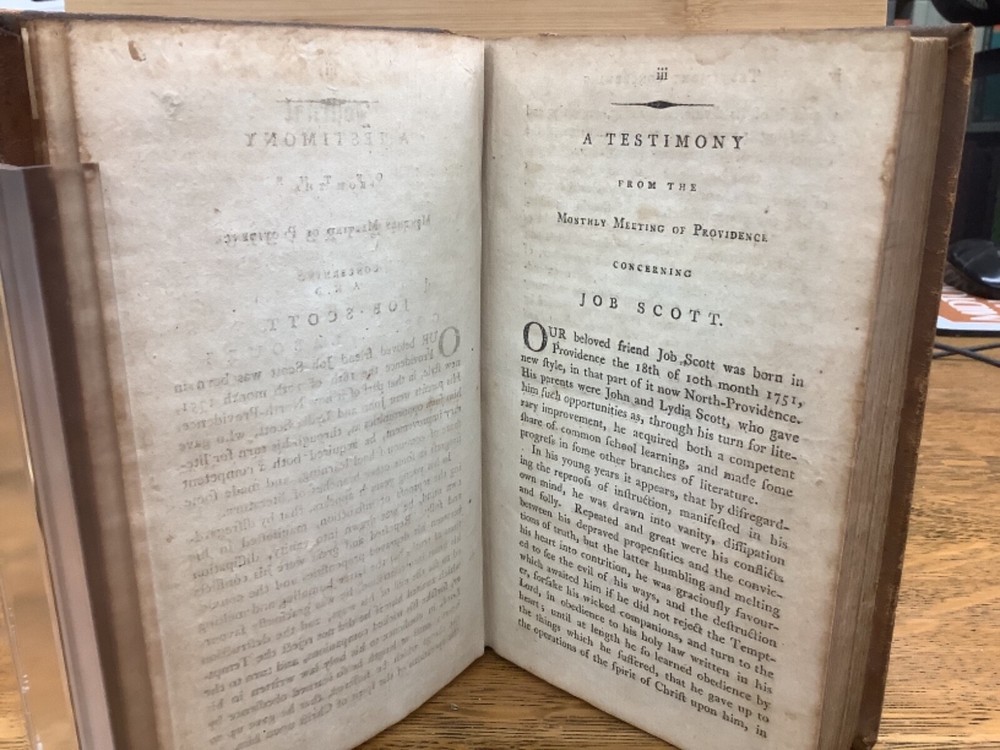 iij
A TESTIMONY
FROM THE
MONTHLY MEETING OF PROVIDENCE
CONCERNING
JOB SCOTT.
OUR beloved friend Job Scott was born in
Providence the 18th of 10th month 1751,
new ſtyle, in that part of it now North-Providence.
His parents were John and Lydia Scott, who gave
him ſuch opportunities as, through his turn for lite-
rary improvement, he acquired both a competent
ſhare of common ſchool learning, and made ſome
progreſs in ſome other branches of literature.
In his young years it appears, that by diſregard-
ing the reproofs of inſtruction, manifeſted in his
own mind, he was drawn into vanity, diſſipation
and folly. Repeated and great were his conflicts
between his depraved propenſities and the convic-
tions of truth, but the latter humbling and melting
his heart into contrition, he was graciouſly favour-
ed to ſee the evil of his ways, and the deſtruction
which awaited him if he did not reject the Tempt-
er, forſake his wicked companions, and turn to the
Lord, in obedience to his holy law written in his
heart; until at length he ſo learned obedience by
the things which he ſuffered, that he gave up to
the operations of the ſpirit of Chriſt upon him, in